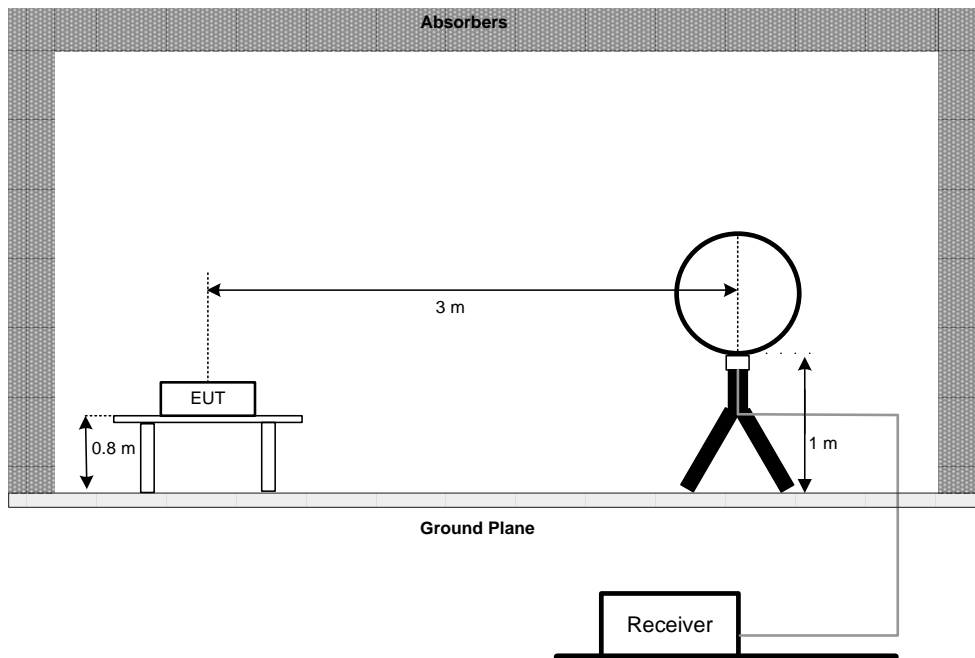 Absorbers
3 m
EUT
0.8 m
1 m
Ground Plane
Receiver